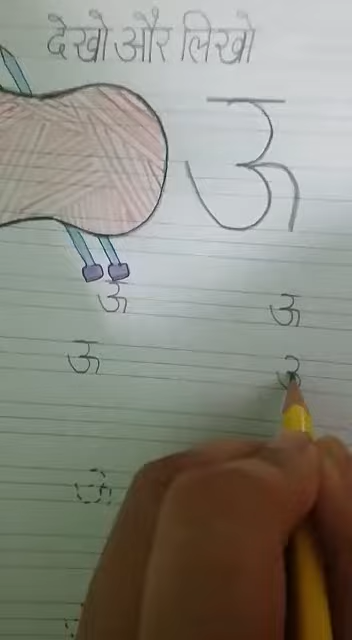 देखो और लिखो
ऊ
ऊ ऊ
ऊ